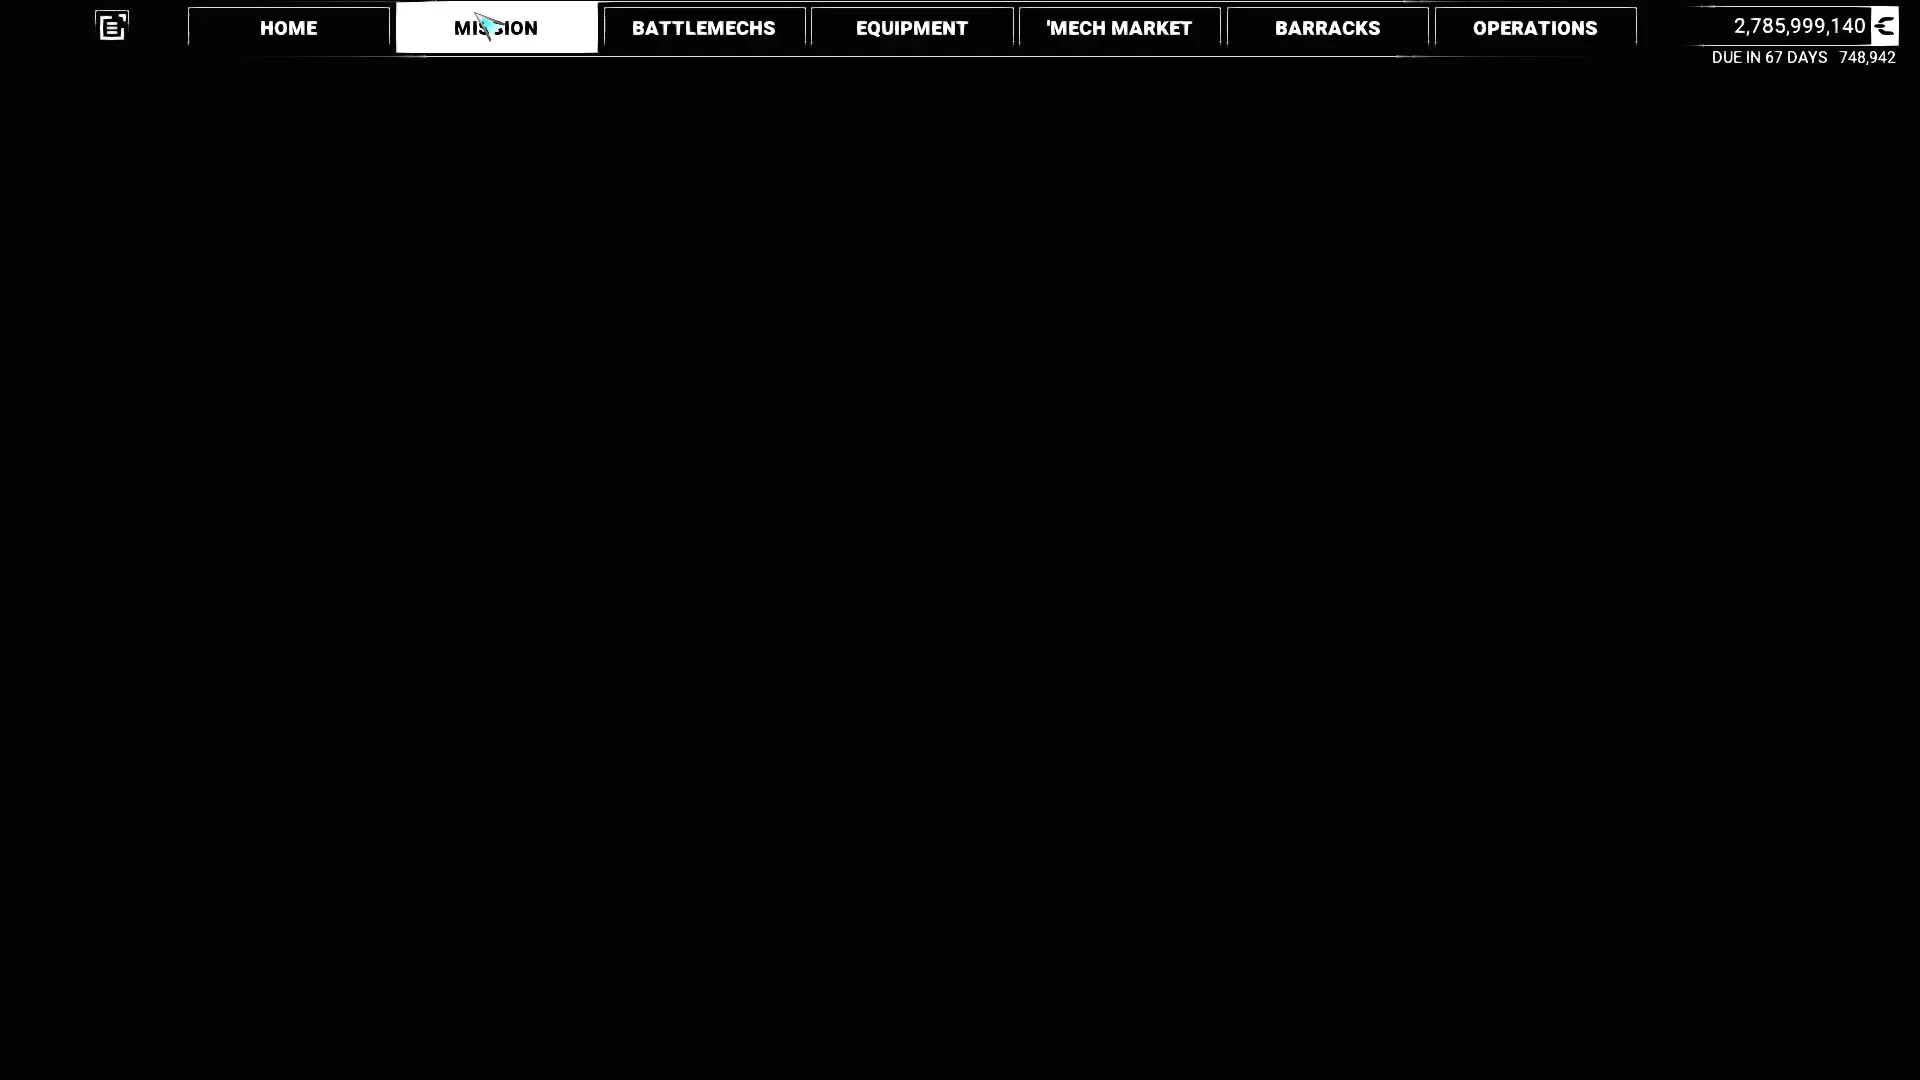 HOME
MISSION
BATTLEMECHS
EQUIPMENT
'MECH MARKET
BARRACKS
OPERATIONS
2,785,999,140
DUE IN 67 DAYS 748,942